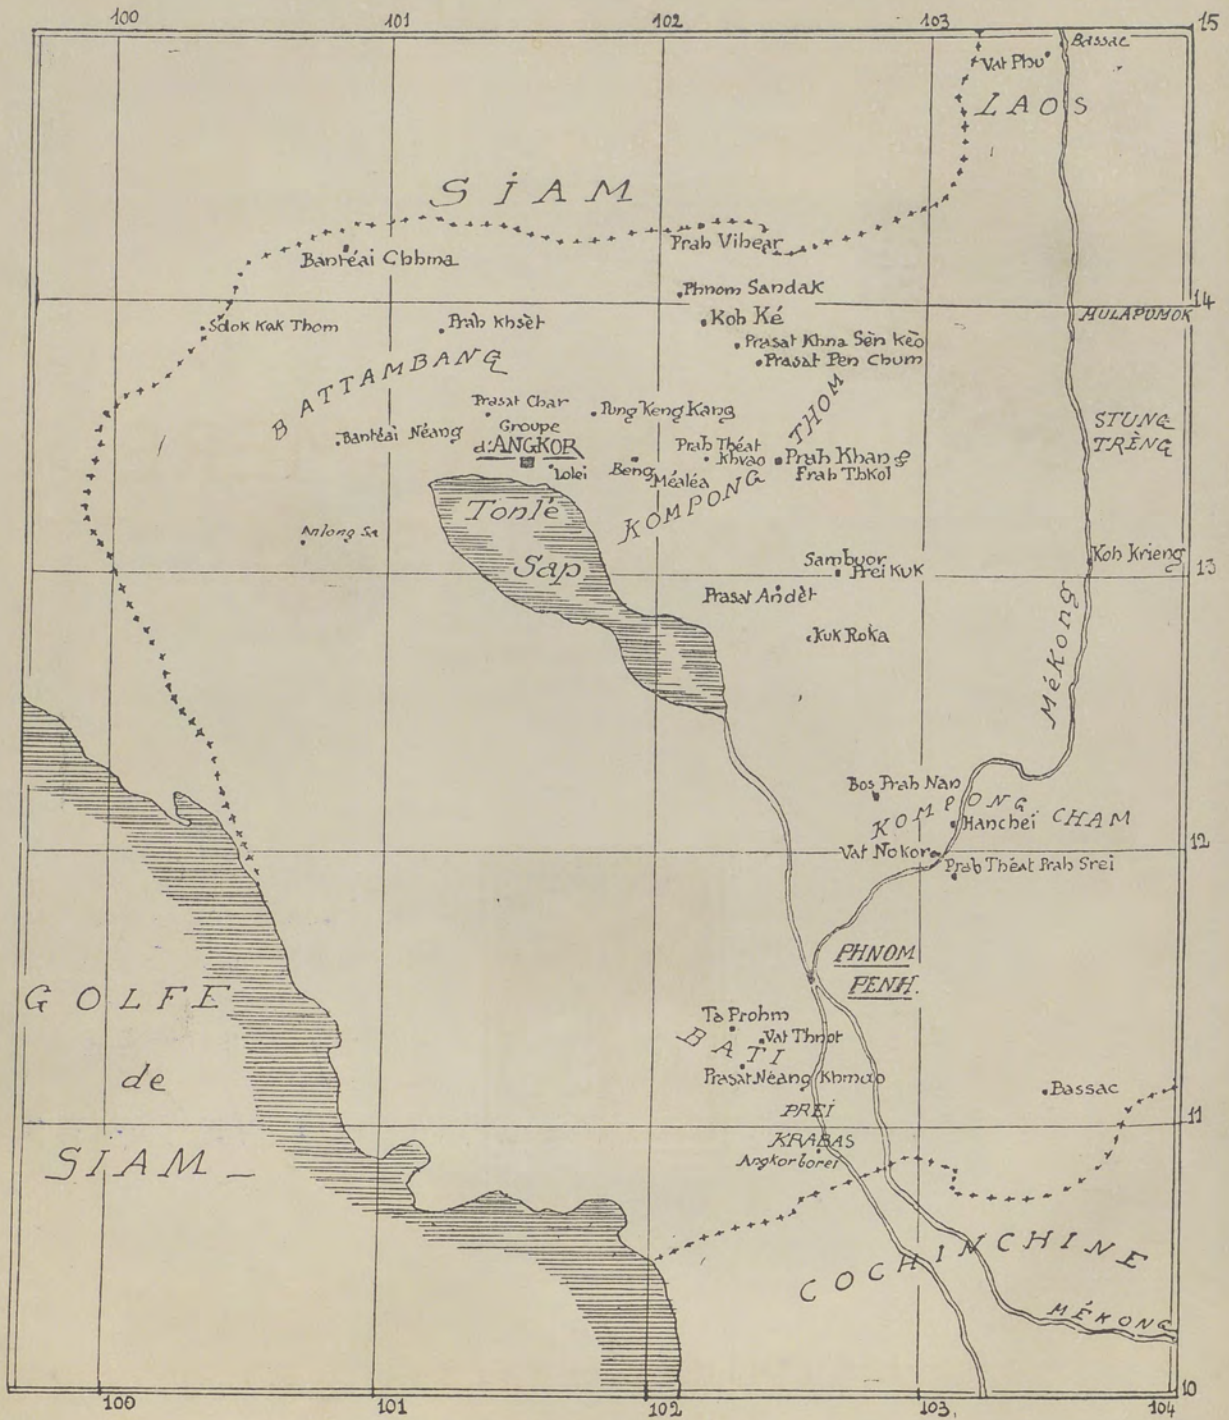 100 101 102 103 15
Bassac
Vat Phu
LAOS
SIAM
Prah Vihear
Bantéai Chhma
Phnom Sandak
14
Sdok Kak Thom
Prah Khsèt
Koh Ké
MULAPUMOK
Prasat Khna Sèn Kèo
Prasat Pen Chum
BATTAMBANG
Prasat Char
Pung Keng Kang
THOM
STUNG
TRÈNG
Bantéai Néang
Groupe
d'ANGKOR
Lolei
Beng
Méaléa
Prah Théat
Khvao
Prah Khan &
Prah Thkol
KOMPONG
Tonlé
Sap
Anlong Sa
Sambuor
Prei Kuk
Koh Krieng
13
Prasat Andèt
Kuk Roka
Mékong
Bos Prah Nan
KOMPONG CHAM
Hanchei
Vat Nokor
12
Prah Théat Prah Srei
PHNOM
PENH.
GOLFE
de
SIAM
Ta Prohm
BATI
Vat Thnot
Prasat Néang Khmao
Bassac
PREI
KRABAS
11
Angkorborei
COCHINCHINE
MÉKONG
100 101 102 103. 104 10